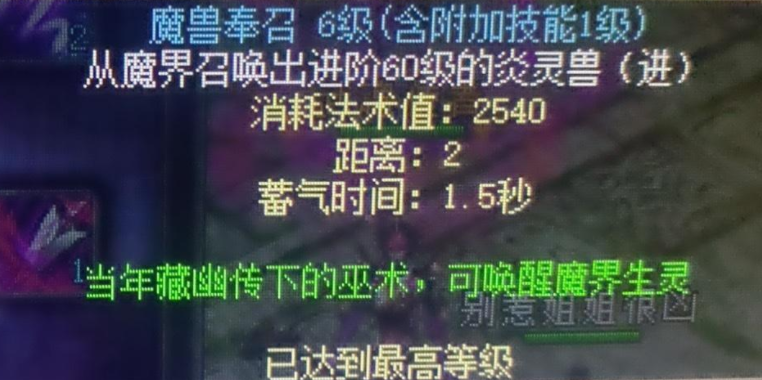 魔兽奉召 6级(含附加技能1级)
从魔界召唤出进阶60级的炎灵兽（进）
消耗法术值：2540
距离：2
蓄气时间：1.5秒
当年藏幽传下的巫术，可唤醒魔界生灵
别惹姐姐很凶
已达到最高等级
2
1